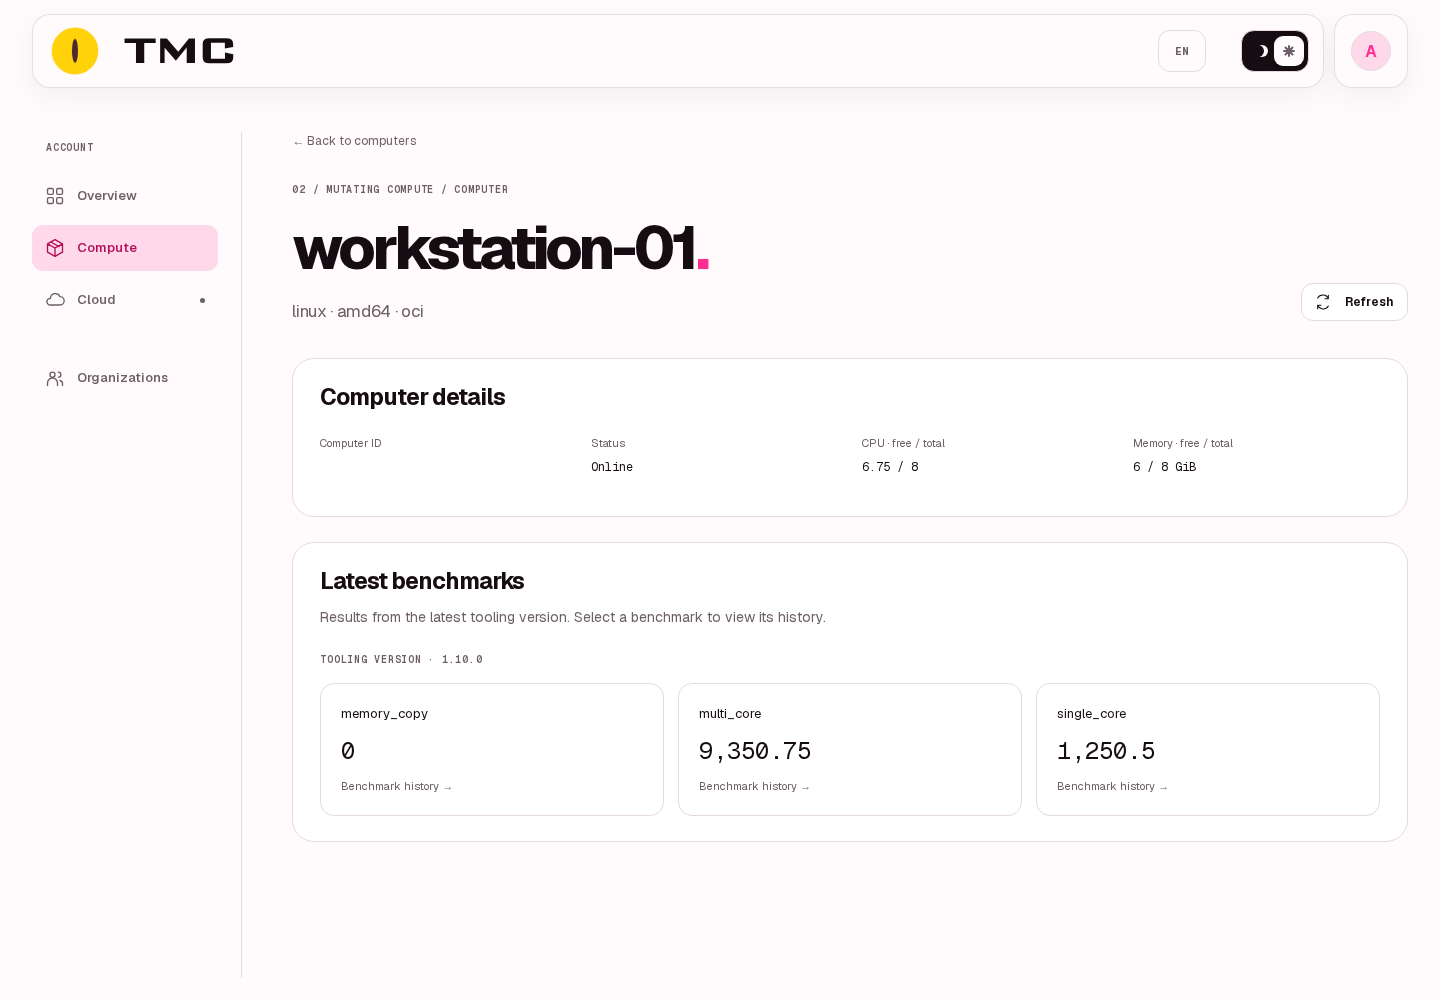 TMC
EN
A
ACCOUNT
Overview
Compute
Cloud
Organizations
← Back to computers
02 / MUTATING COMPUTE / COMPUTER
workstation-01.
linux · amd64 · oci
Refresh
Computer details
Computer ID
Status
Online
CPU · free / total
6.75 / 8
Memory · free / total
6 / 8 GiB
Latest benchmarks
Results from the latest tooling version. Select a benchmark to view its history.
TOOLING VERSION · 1.10.0
memory_copy
0
Benchmark history →
multi_core
9,350.75
Benchmark history →
single_core
1,250.5
Benchmark history →